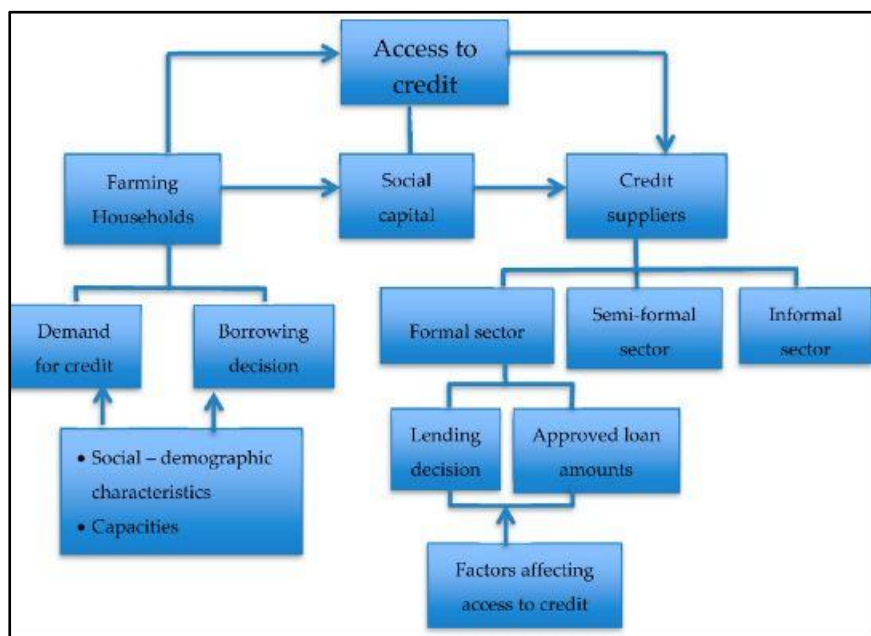 Access to
credit
Farming
Households
Social
capital
Credit
suppliers
Demand
for credit
Borrowing
decision
Formal sector
Semi-formal
sector
Informal
sector
• Social – demographic
characteristics
• Capacities
Lending
decision
Approved loan
amounts
Factors affecting
access to credit